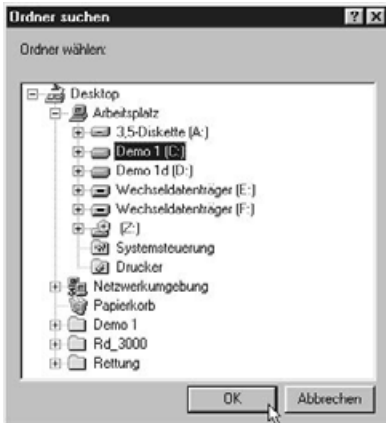 Ordner suchen
Ordner wählen:
Desktop
Arbeitsplatz
3,5-Diskette (A:)
Demo 1 (C:)
Demo 1d (D:)
Wechseldatenträger (E:)
Wechseldatenträger (F:)
(Z:)
Systemsteuerung
Drucker
Netzwerkumgebung
Papierkorb
Demo 1
Rd_3000
Rettung
OK
Abbrechen